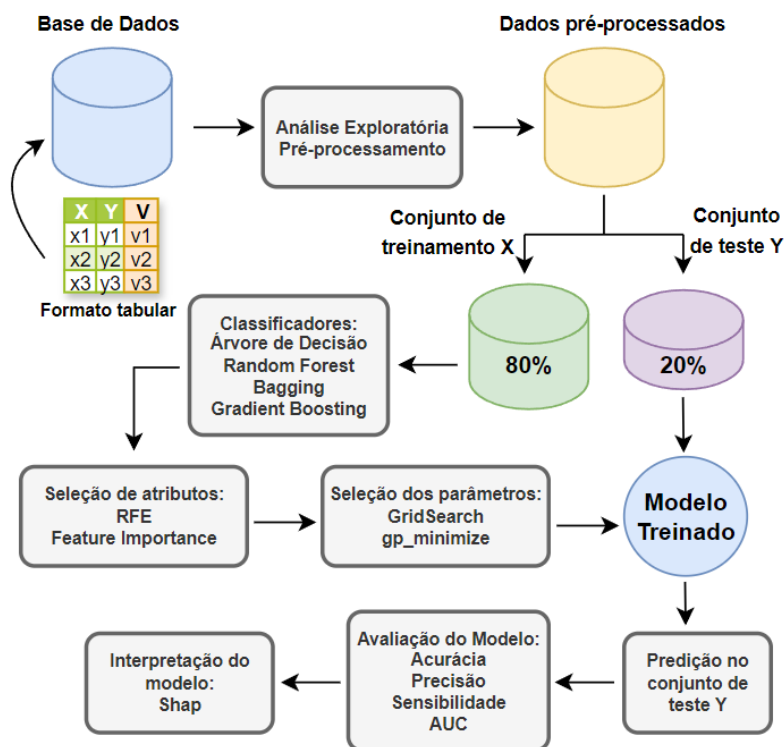 Base de Dados
Dados pré-processados
Análise Exploratória
Pré-processamento
X Y V
x1 y1 v1
x2 y2 v2
x3 y3 v3
Formato tabular
Conjunto de
treinamento X
Conjunto
de teste Y
Classificadores:
Árvore de Decisão
Random Forest
Bagging
Gradient Boosting
80%
20%
Seleção de atributos:
RFE
Feature Importance
Seleção dos parâmetros:
GridSearch
gp_minimize
Modelo
Treinado
Predição no
conjunto de
teste Y
Avaliação do Modelo:
Acurácia
Precisão
Sensibilidade
AUC
Interpretação do
modelo:
Shap